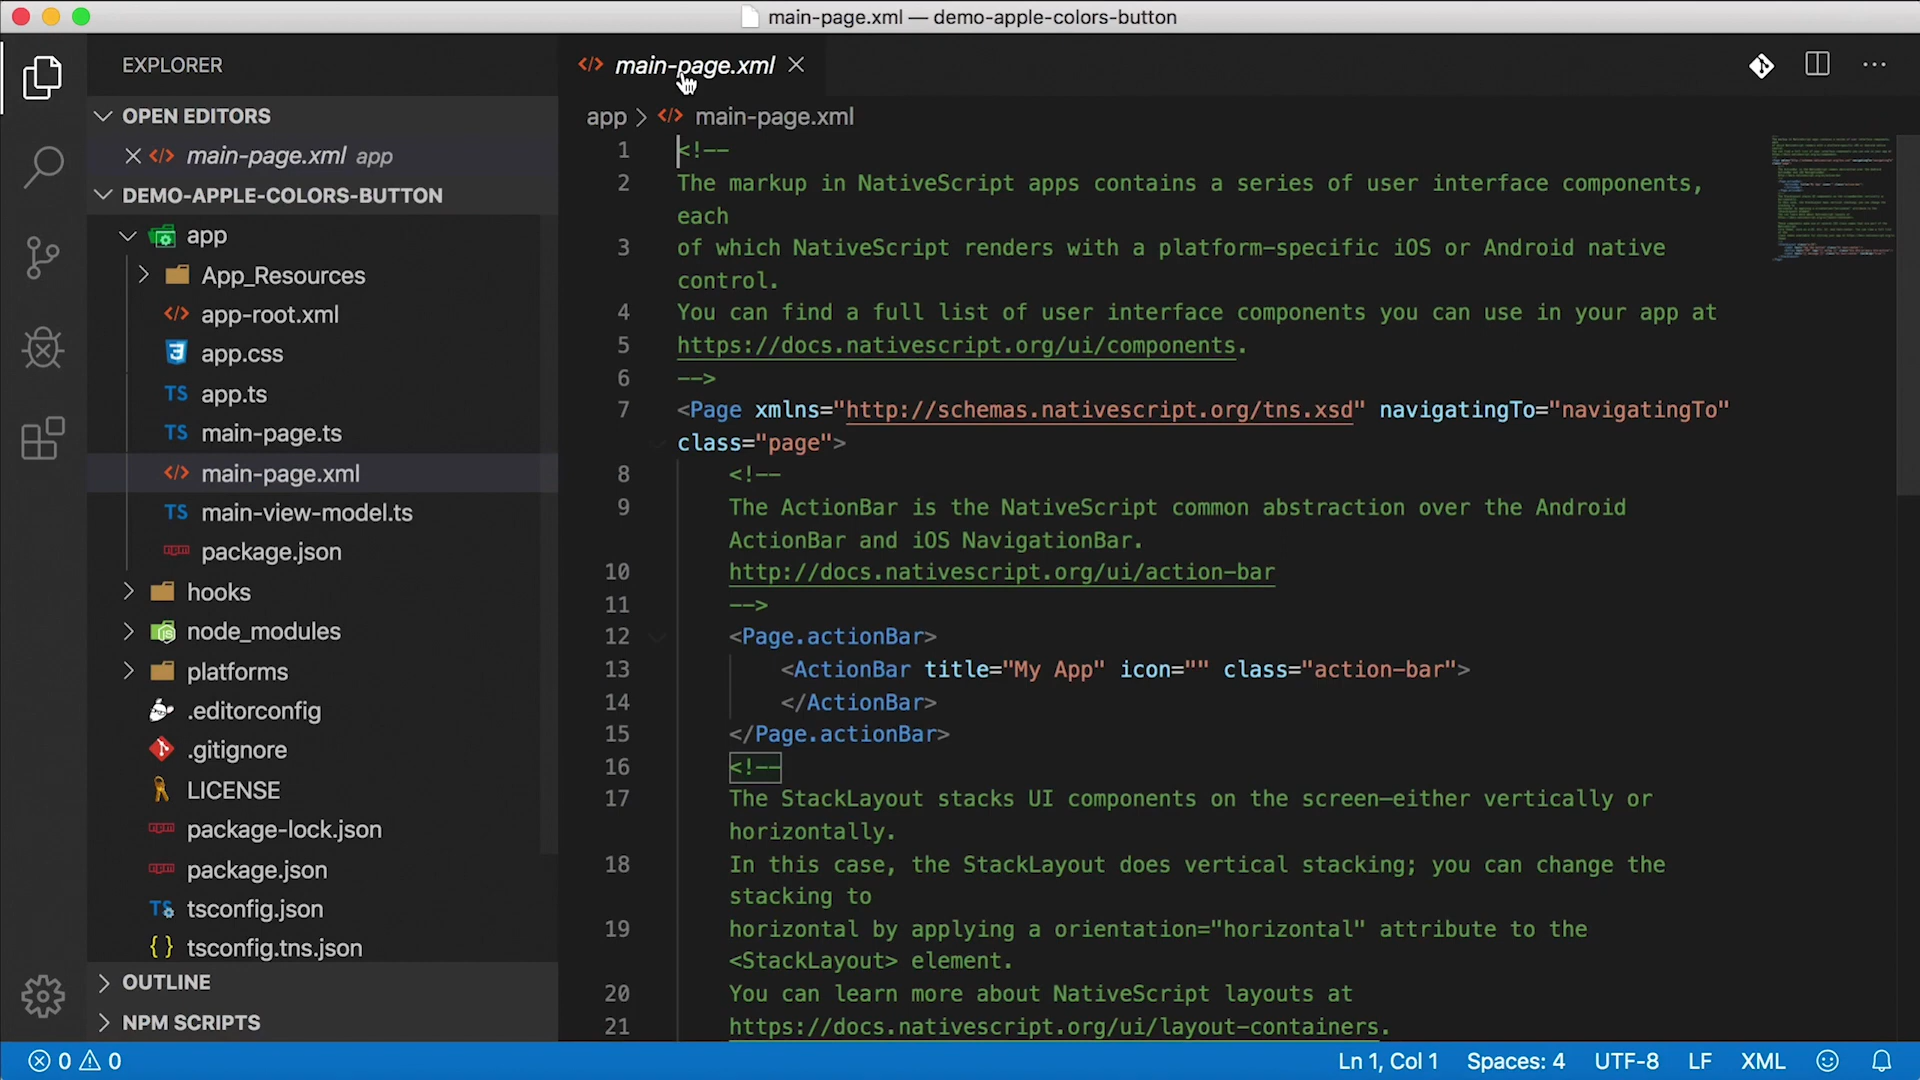 main-page.xml — demo-apple-colors-button
EXPLORER
OPEN EDITORS
main-page.xml app
DEMO-APPLE-COLORS-BUTTON
app
App_Resources
app-root.xml
app.css
TS app.ts
TS main-page.ts
main-page.xml
TS main-view-model.ts
package.json
hooks
node_modules
platforms
.editorconfig
.gitignore
LICENSE
package-lock.json
package.json
TS tsconfig.json
{ } tsconfig.tns.json
OUTLINE
NPM SCRIPTS
main-page.xml
app > main-page.xml
1 <!--
2 The markup in NativeScript apps contains a series of user interface components,
each
3 of which NativeScript renders with a platform-specific iOS or Android native
control.
4 You can find a full list of user interface components you can use in your app at
5 https://docs.nativescript.org/ui/components.
6 -->
7 <Page xmlns="http://schemas.nativescript.org/tns.xsd" navigatingTo="navigatingTo"
class="page">
8 <!--
9 The ActionBar is the NativeScript common abstraction over the Android
ActionBar and iOS NavigationBar.
10 http://docs.nativescript.org/ui/action-bar
11 -->
12 <Page.actionBar>
13 <ActionBar title="My App" icon="" class="action-bar">
14 </ActionBar>
15 </Page.actionBar>
16 <!--
17 The StackLayout stacks UI components on the screen—either vertically or
horizontally.
18 In this case, the StackLayout does vertical stacking; you can change the
stacking to
19 horizontal by applying a orientation="horizontal" attribute to the
<StackLayout> element.
20 You can learn more about NativeScript layouts at
21 https://docs.nativescript.org/ui/layout-containers.
0 0
Ln 1, Col 1 Spaces: 4 UTF-8 LF XML